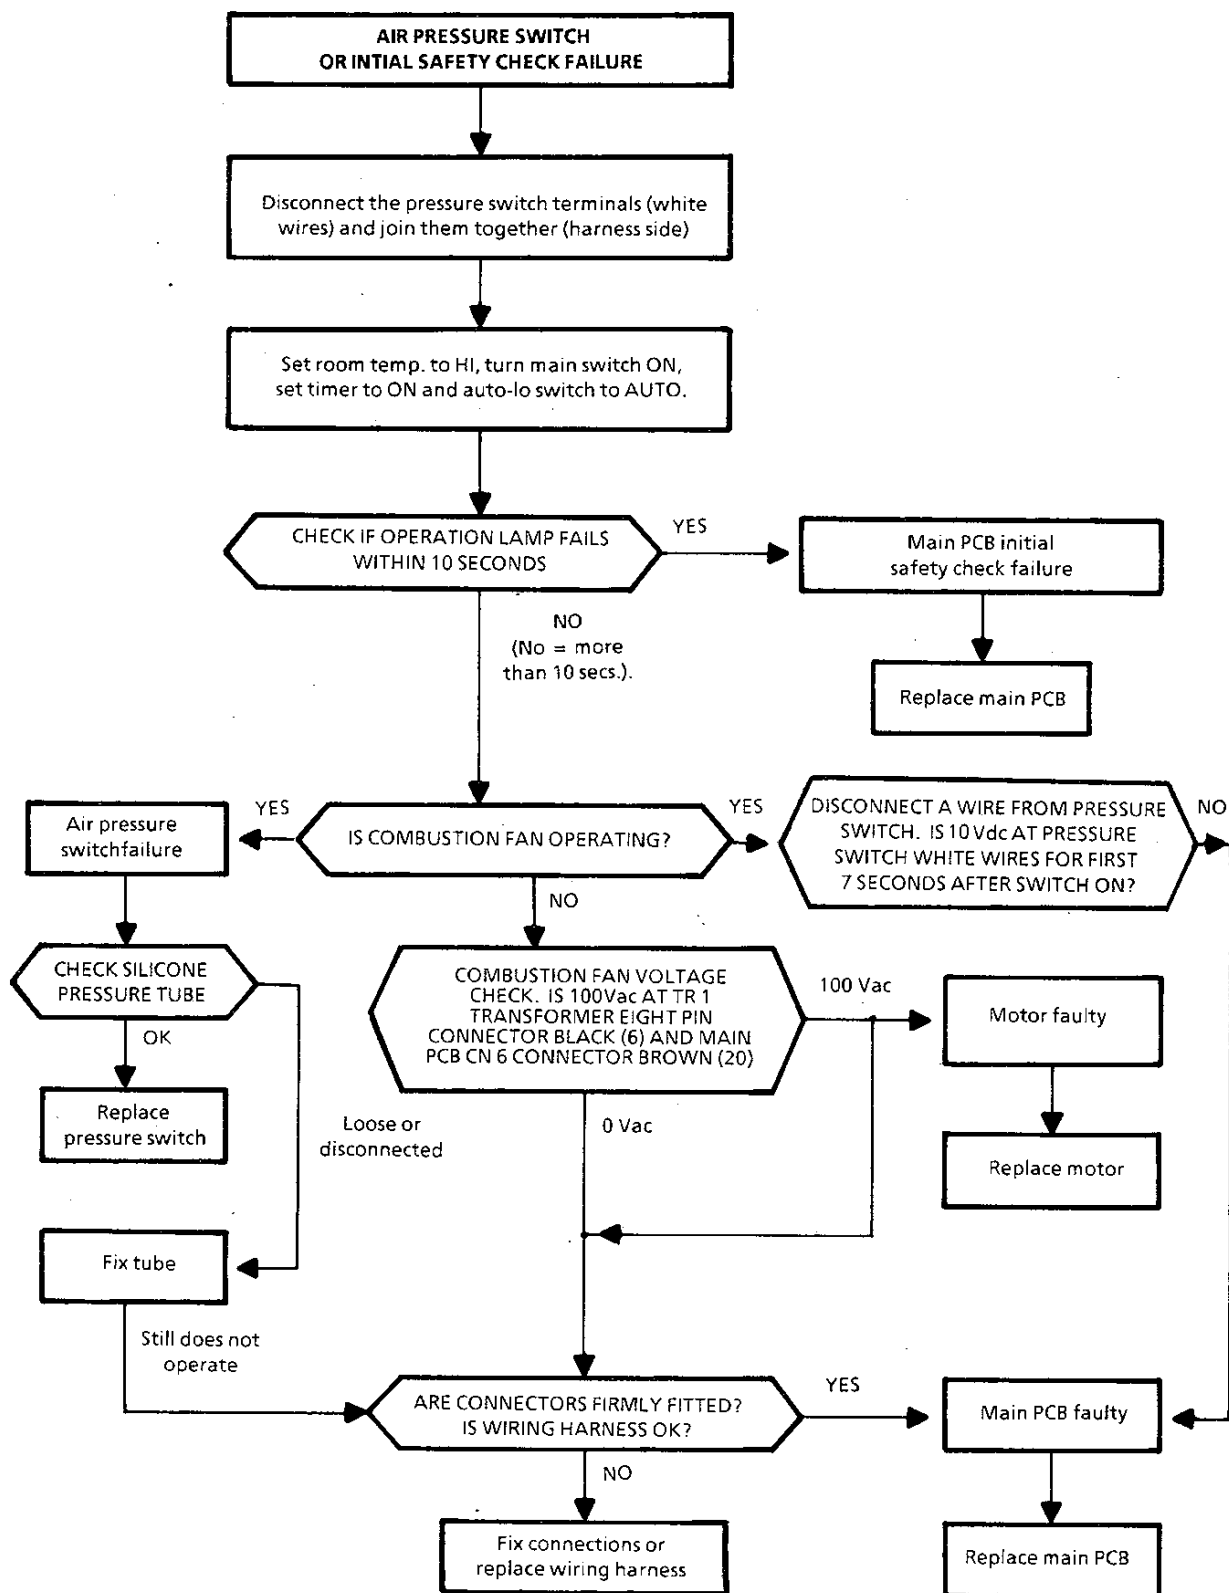 AIR PRESSURE SWITCH
OR INTIAL SAFETY CHECK FAILURE
Disconnect the pressure switch terminals (white
wires) and join them together (harness side)
Set room temp. to HI, turn main switch ON,
set timer to ON and auto-lo switch to AUTO.
CHECK IF OPERATION LAMP FAILS
WITHIN 10 SECONDS
YES
Main PCB initial
safety check failure
NO
(No = more
than 10 secs.).
Replace main PCB
YES
Air pressure
switchfailure
IS COMBUSTION FAN OPERATING?
YES
DISCONNECT A WIRE FROM PRESSURE
SWITCH. IS 10 Vdc AT PRESSURE
SWITCH WHITE WIRES FOR FIRST
7 SECONDS AFTER SWITCH ON?
NO
NO
CHECK SILICONE
PRESSURE TUBE
COMBUSTION FAN VOLTAGE
CHECK. IS 100Vac AT TR 1
TRANSFORMER EIGHT PIN
CONNECTOR BLACK (6) AND MAIN
PCB CN 6 CONNECTOR BROWN (20)
100 Vac
Motor faulty
OK
Replace
pressure switch
Loose or
disconnected
0 Vac
Replace motor
Fix tube
Still does not
operate
ARE CONNECTORS FIRMLY FITTED?
IS WIRING HARNESS OK?
YES
Main PCB faulty
NO
Fix connections or
replace wiring harness
Replace main PCB